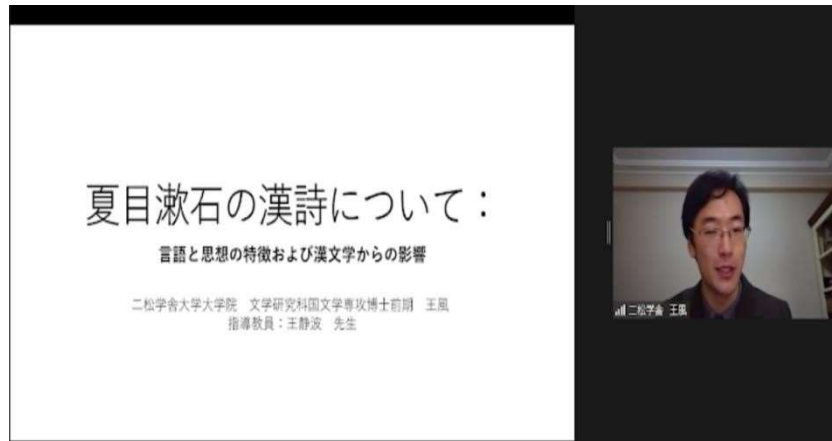 夏目漱石の漢詩について：
言語と思想の特徴および漢文学からの影響
二松学舎大学大学院　文学研究科国文学専攻博士前期　王風
指導教員：王静波　先生
二松学舎 王風